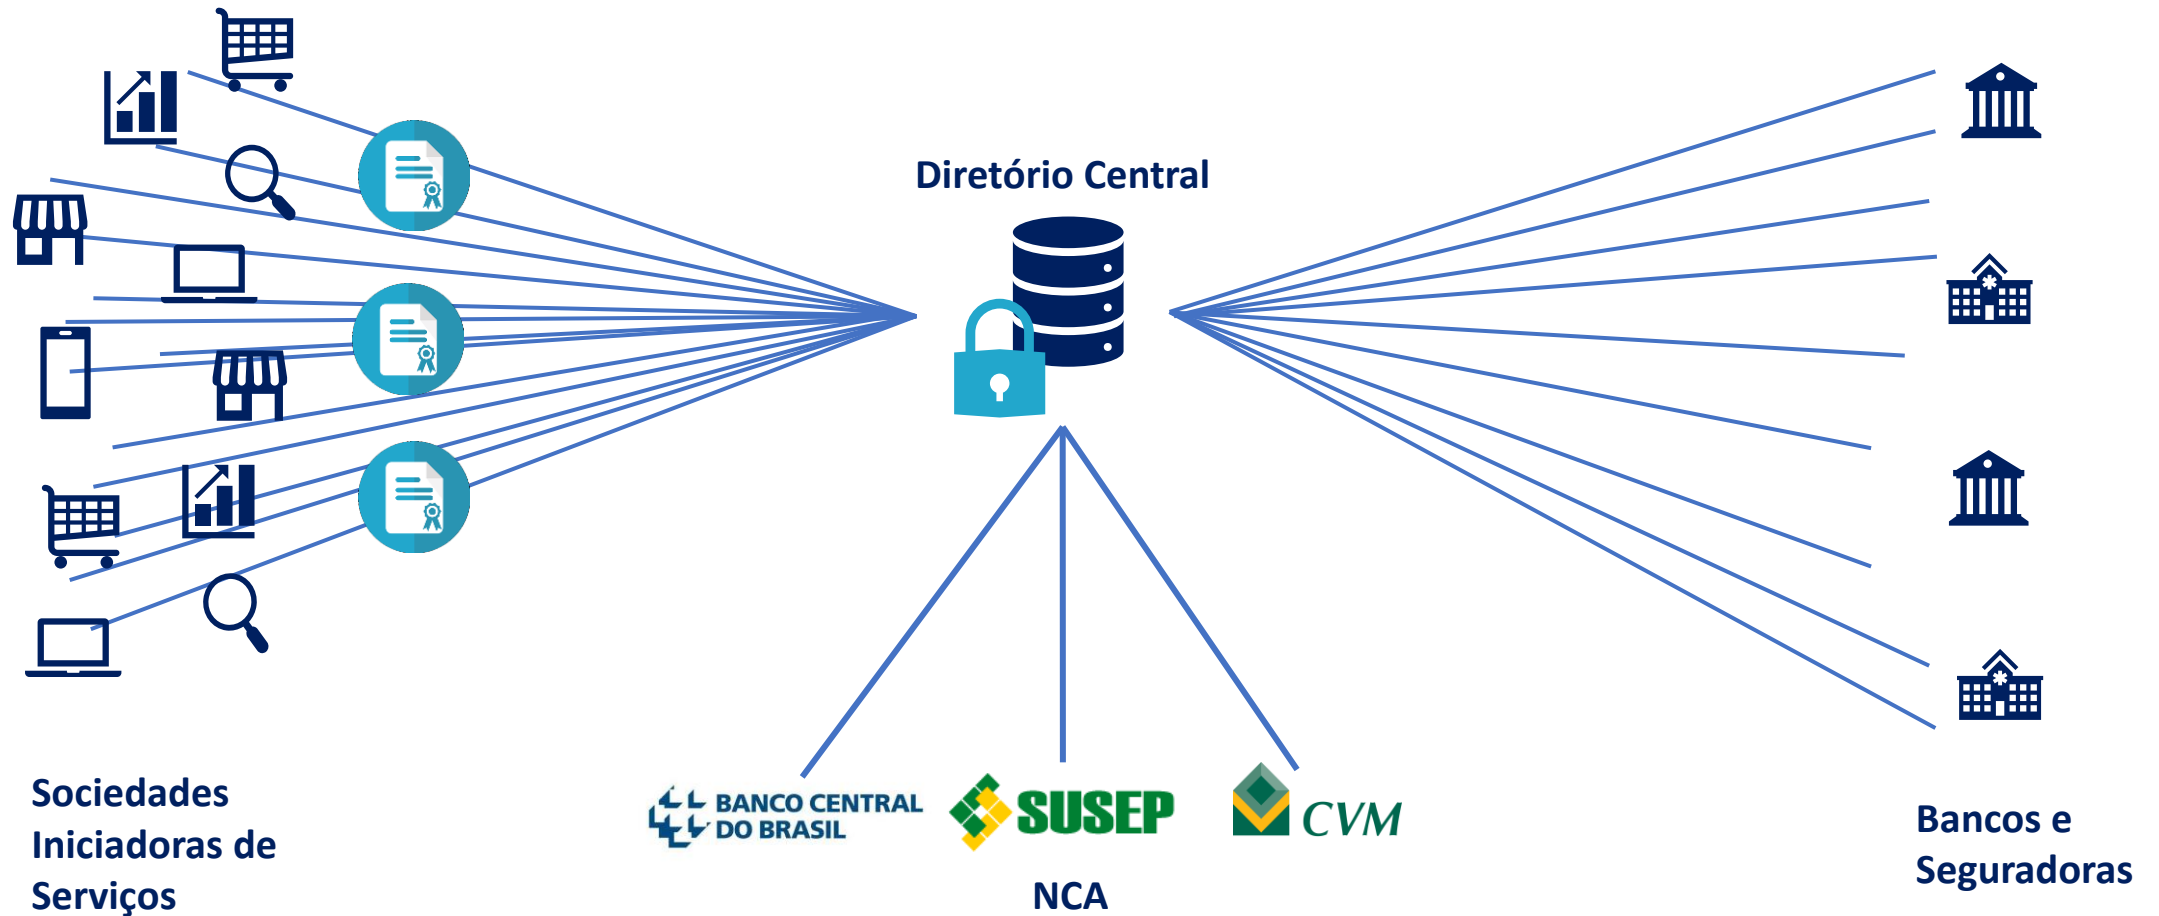 Diretório Central
BANCO CENTRAL
DO BRASIL
SUSEP
CVM
NCA
Sociedades
Iniciadoras de
Serviços
Bancos e
Seguradoras